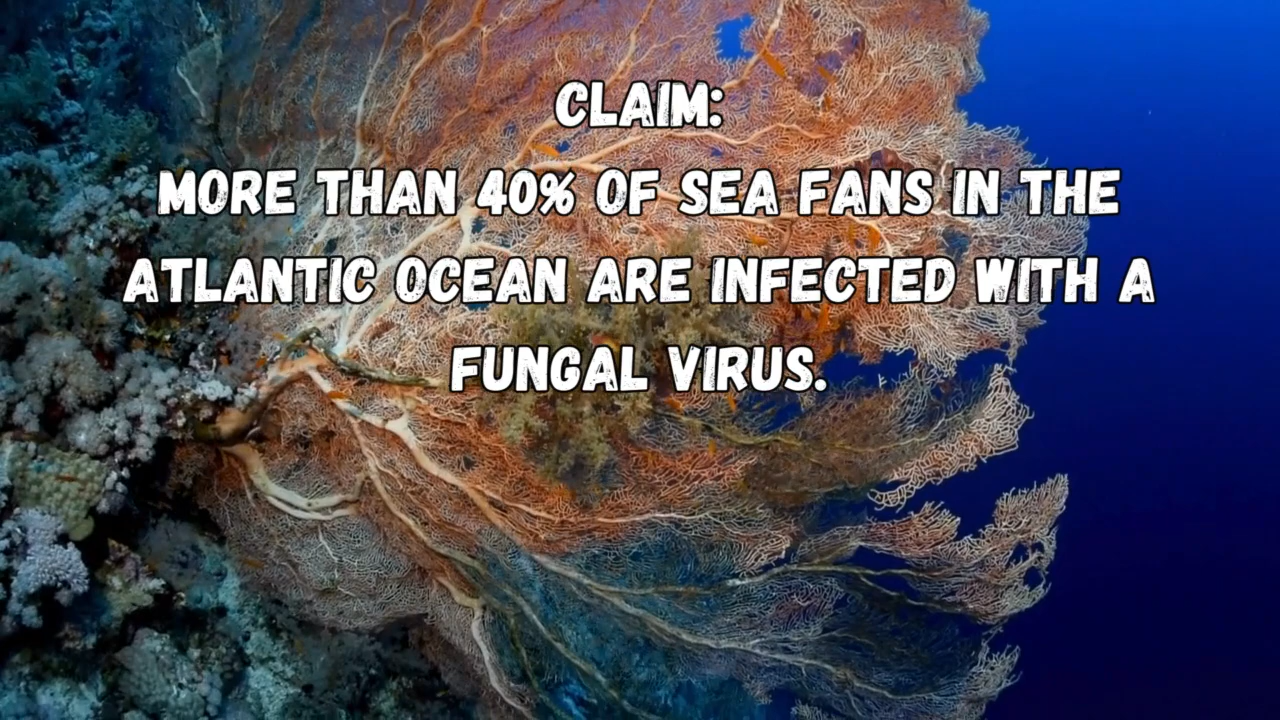 CLAIM:
MORE THAN 40% OF SEA FANS IN THE
ATLANTIC OCEAN ARE INFECTED WITH A
FUNGAL VIRUS.